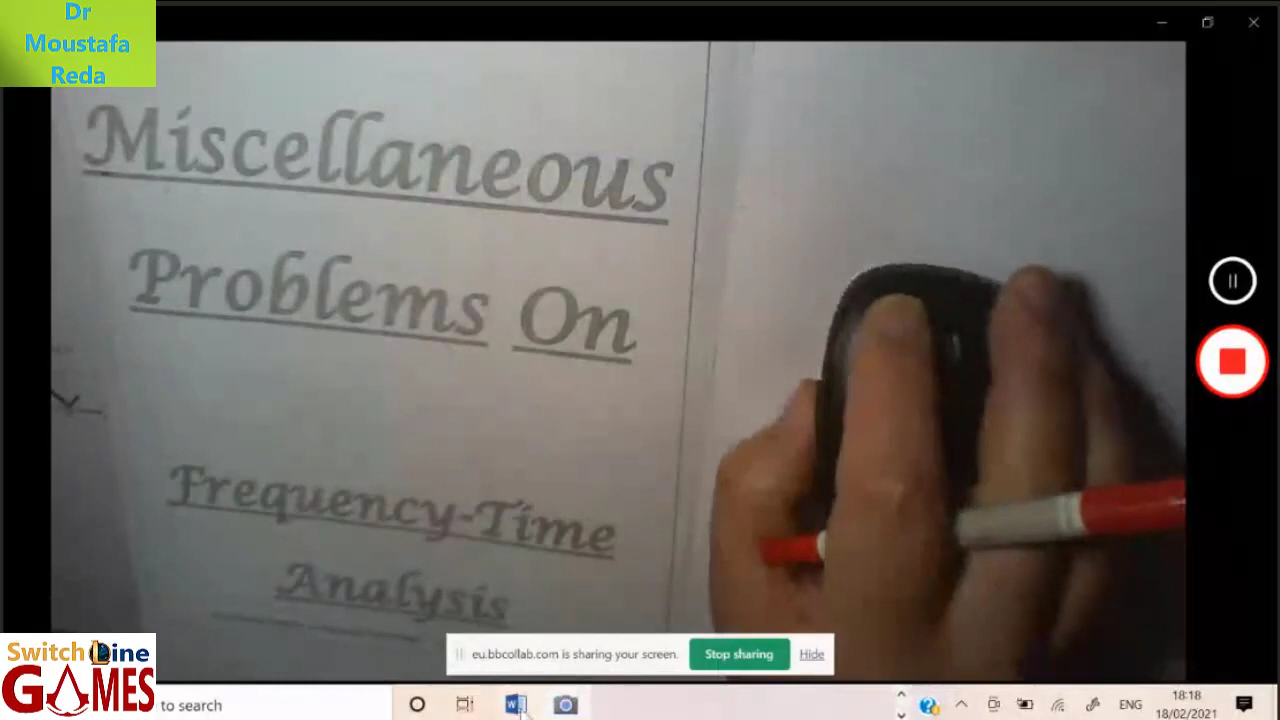 Dr
Moustafa
Reda
Miscellaneous
Problems On
Frequency-Time
Analysis
eu.bbcollab.com is sharing your screen.
Stop sharing
Hide
Switch Line
GAMES
to search
ENG
18:18
18/02/2021